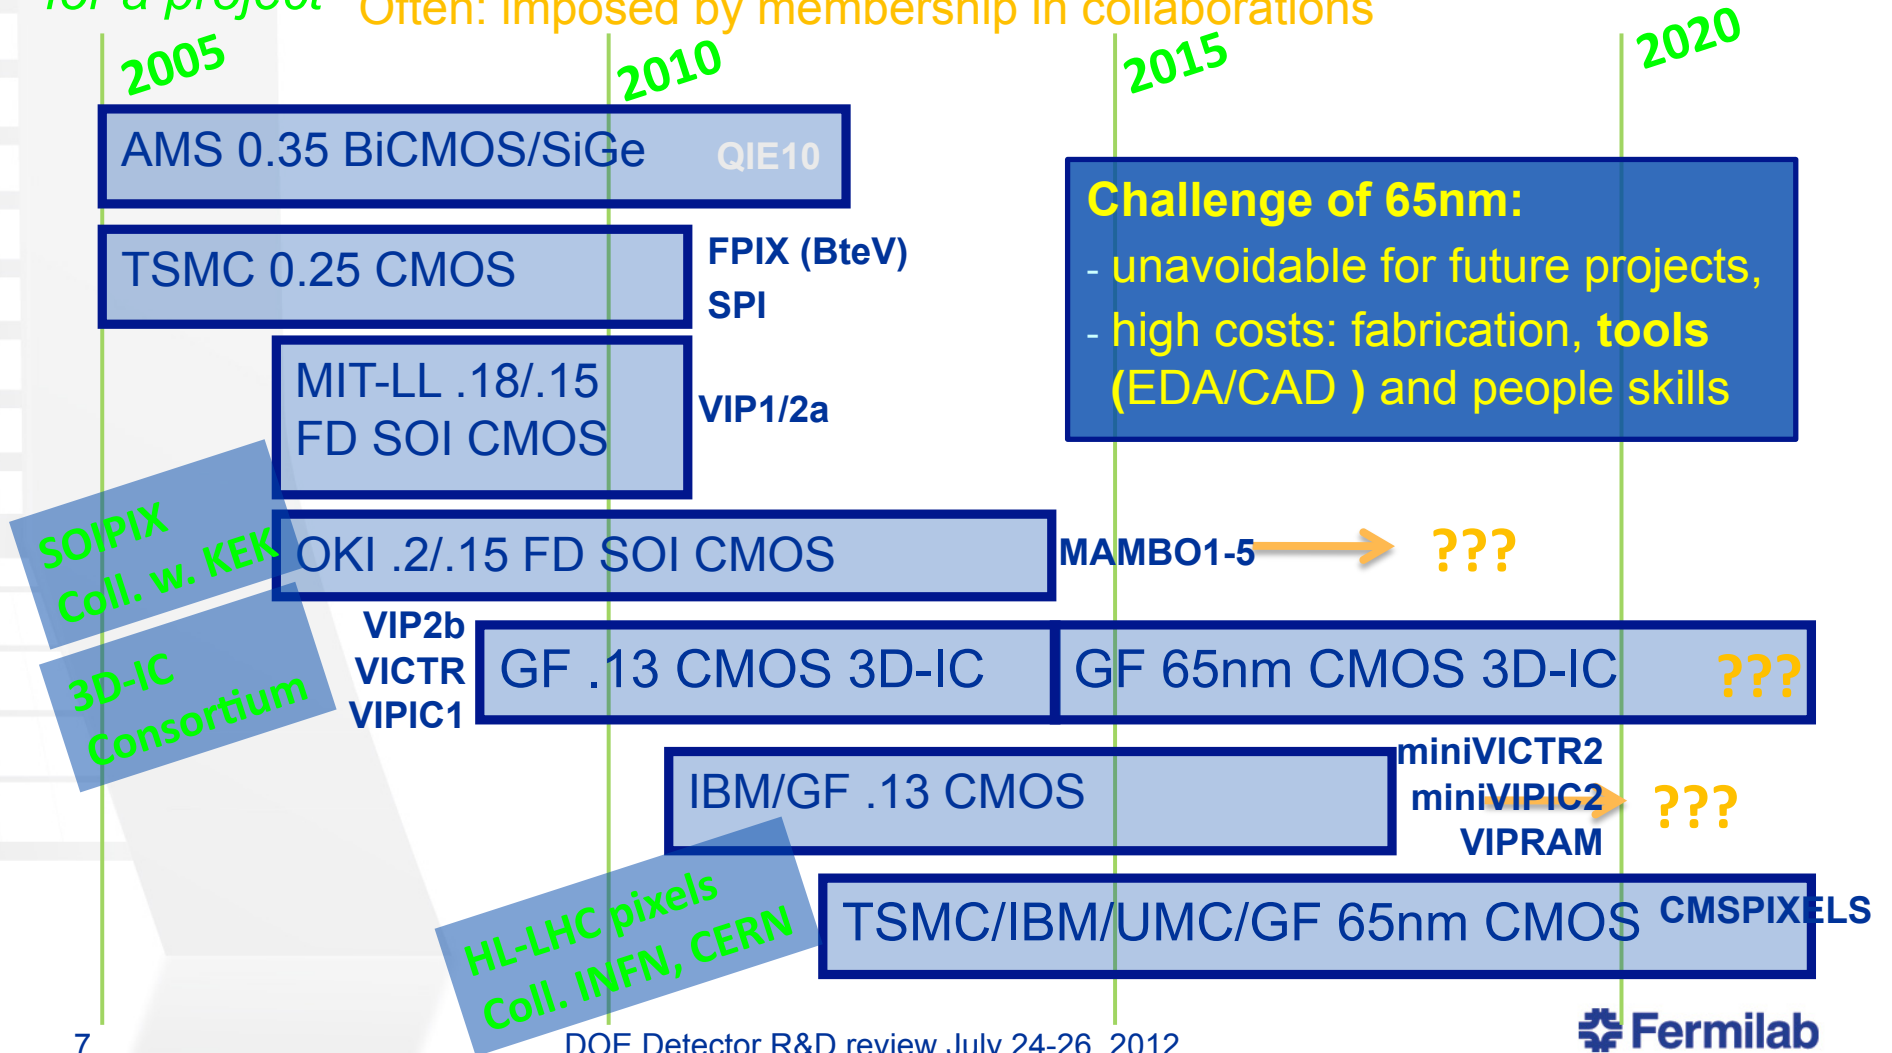 for a project
Often: imposed by membership in collaborations
2005
2010
2015
2020
AMS 0.35 BiCMOS/SiGe
QIE10
TSMC 0.25 CMOS
FPIX (BteV)
SPI
MIT-LL .18/.15
FD SOI CMOS
VIP1/2a
Challenge of 65nm:
- unavoidable for future projects,
- high costs: fabrication, tools
(EDA/CAD ) and people skills
SOIPIX
Coll. w. KEK
OKI .2/.15 FD SOI CMOS
MAMBO1-5
???
3D-IC
Consortium
VIP2b
VICTR
VIPIC1
GF .13 CMOS 3D-IC
GF 65nm CMOS 3D-IC
???
IBM/GF .13 CMOS
miniVICTR2
miniVIPIC2
VIPRAM
???
HL-LHC pixels
Coll. INFN, CERN
TSMC/IBM/UMC/GF 65nm CMOS
CMSPIXELS
7
DOE Detector R&D review July 24-26, 2012
Fermilab